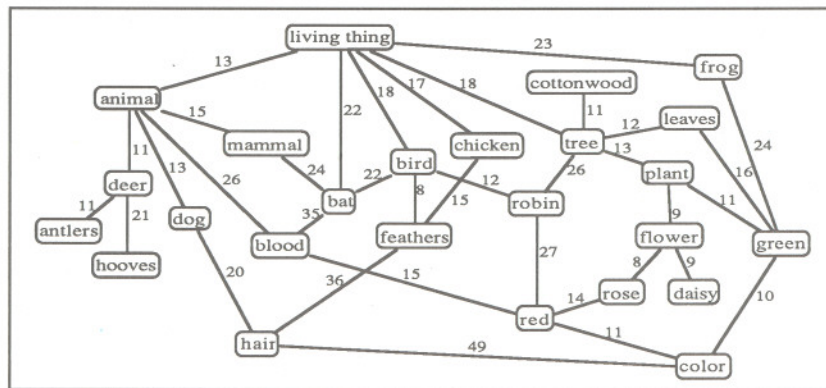 living thing
23
13
frog
17
cottonwood
18
18
animal
11
22
leaves
15
12
24
mammal
chicken
tree
11
24
bird
13
16
deer
13
26
22
12
26
plant
8
15
11
11
21
dog
bat
robin
9
antlers
35
blood
feathers
flower
green
hooves
20
27
8
9
36
15
14
rose
daisy
10
red
hair
11
49
color